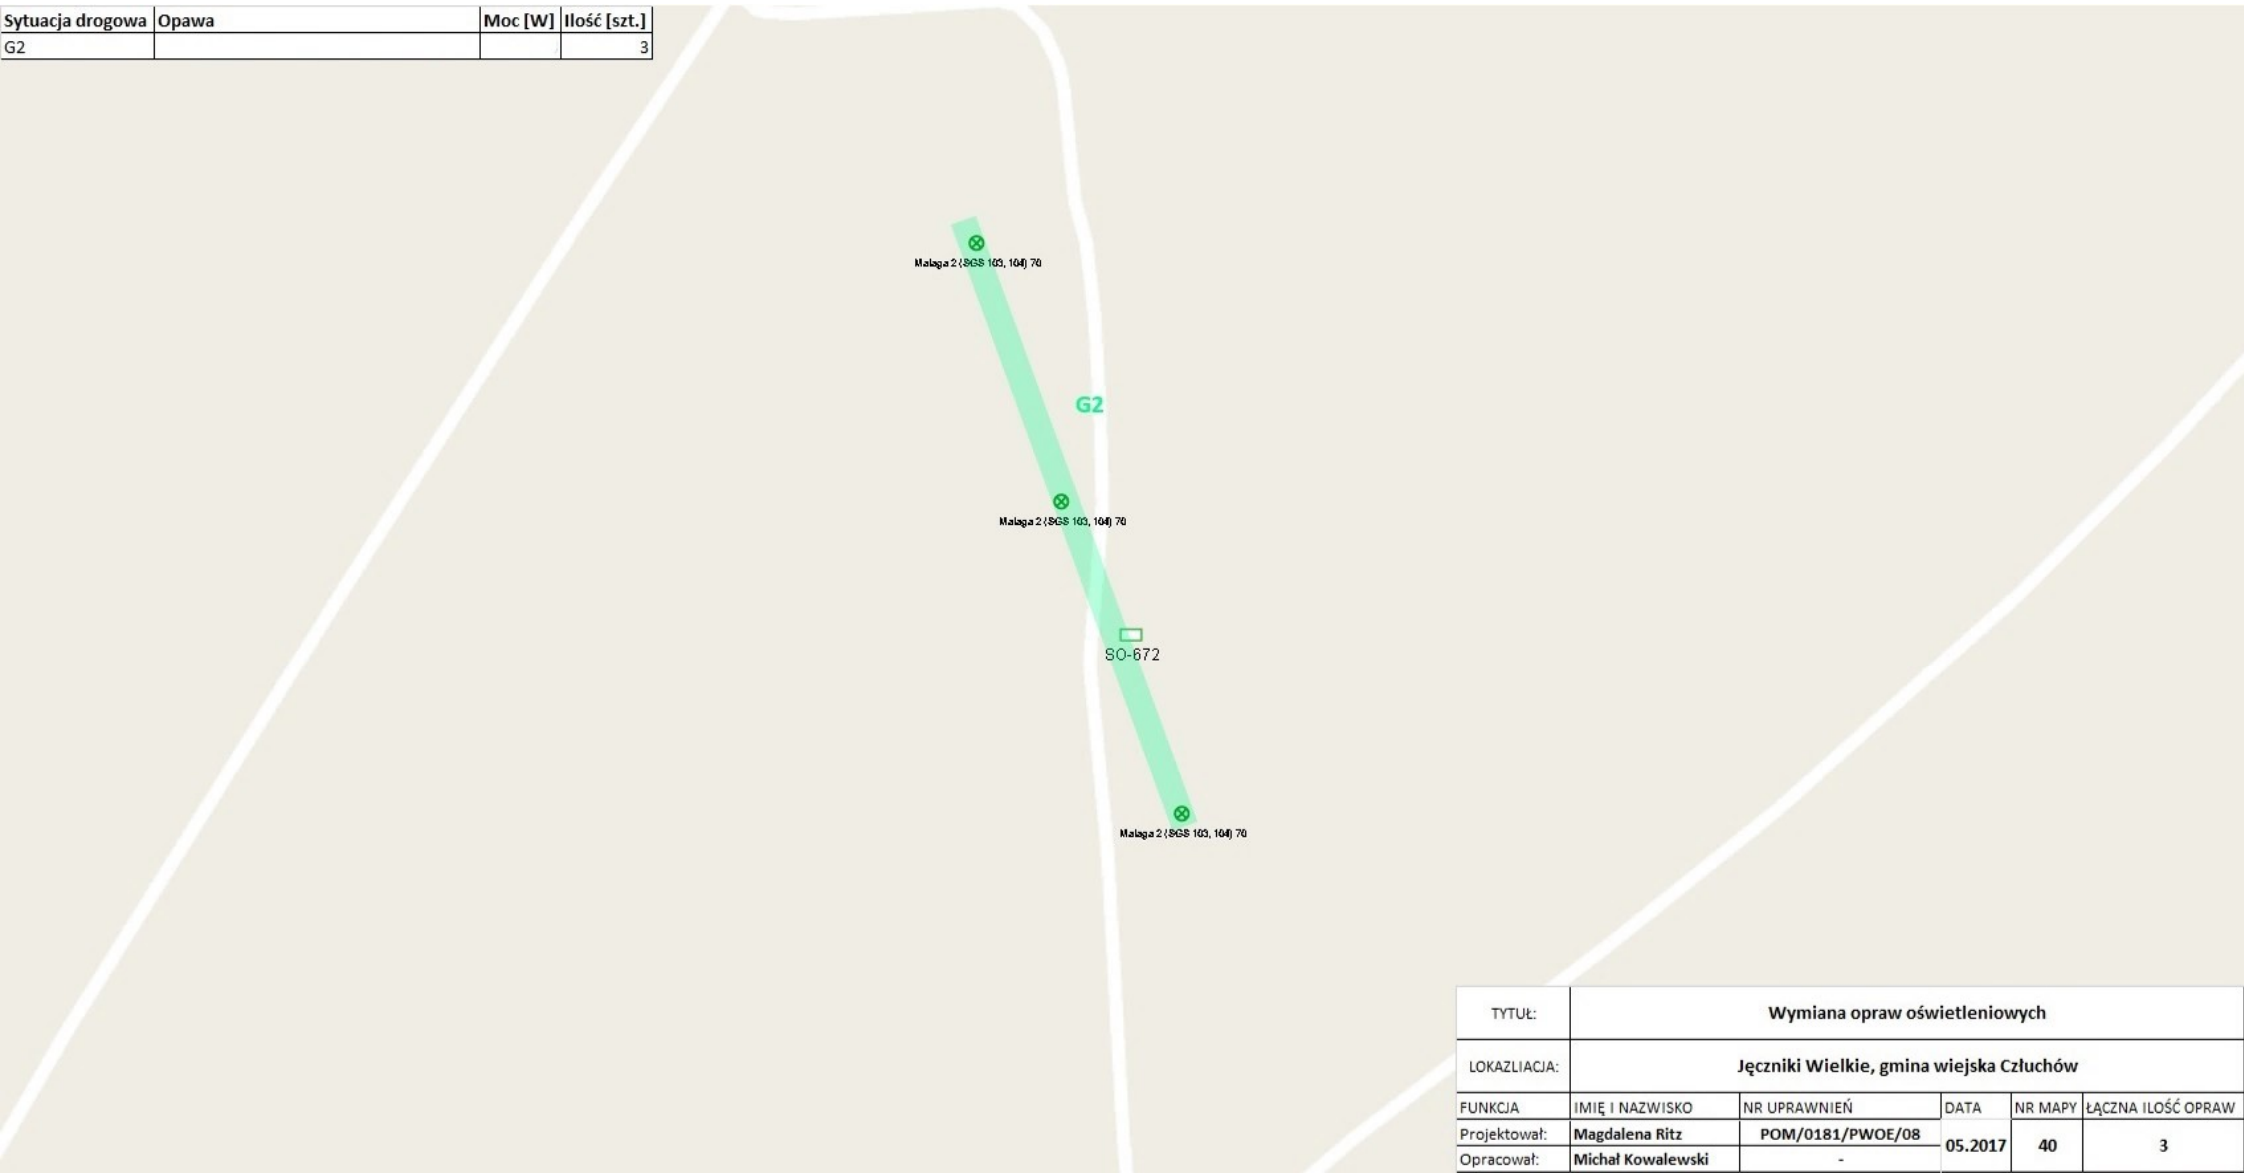 Sytuacja drogowa Opawa Moc [W] Ilość [szt.]
G2 3
Malaga 2 (SGS 103, 104) 70
G2
Malaga 2 (SGS 103, 104) 70
SO-672
Malaga 2 (SGS 103, 104) 70
TYTUŁ: Wymiana opraw oświetleniowych
LOKAZLIACJA: Jęczniki Wielkie, gmina wiejska Człuchów
FUNKCJA IMIĘ I NAZWISKO NR UPRAWNIEŃ DATA NR MAPY ŁĄCZNA ILOŚĆ OPRAW
Projektował: Magdalena Ritz POM/0181/PWOE/08 05.2017 40 3
Opracował: Michał Kowalewski -